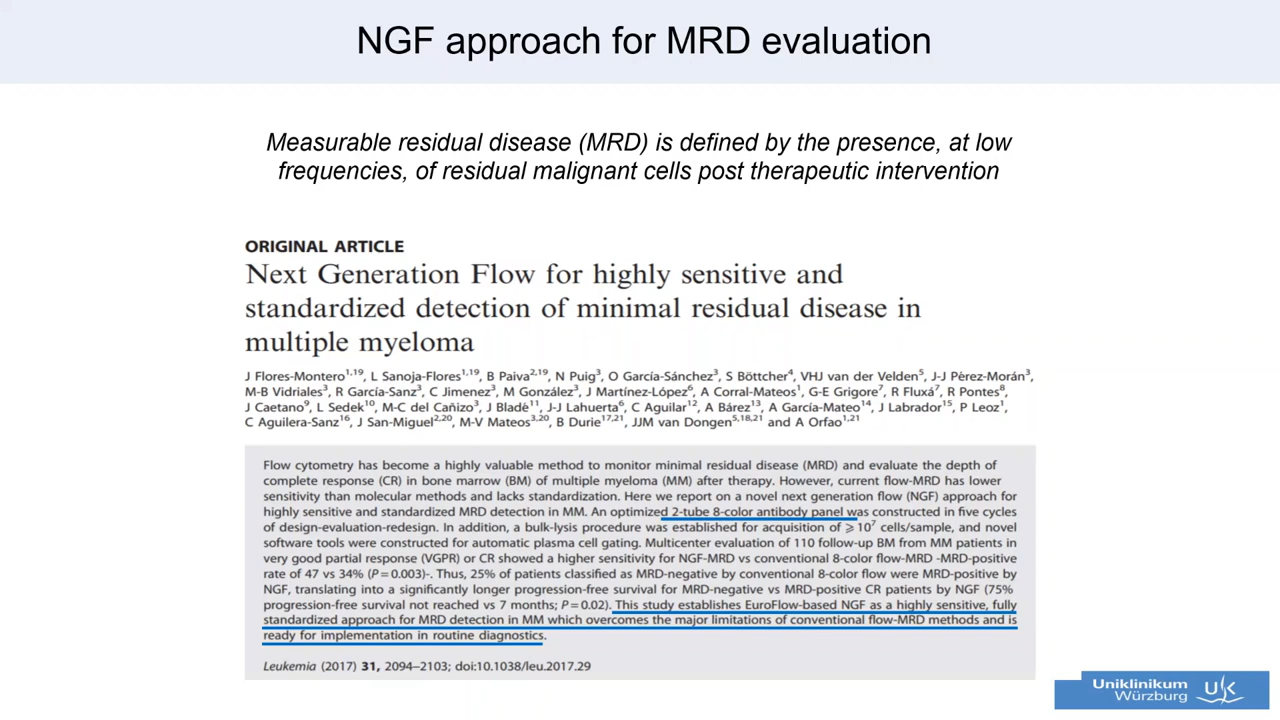 NGF approach for MRD evaluation
Measurable residual disease (MRD) is defined by the presence, at low
frequencies, of residual malignant cells post therapeutic intervention
ORIGINAL ARTICLE
Next Generation Flow for highly sensitive and
standardized detection of minimal residual disease in
multiple myeloma
J Flores-Montero1,19, L Sanoja-Flores1,19, B Paiva2,19, N Puig3, O García-Sánchez3, S Böttcher4, VHJ van der Velden5, J-J Pérez-Morán3,
M-B Vidriales3, R García-Sanz3, C Jimenez3, M González3, J Martínez-López6, A Corral-Mateos1, G-E Grigore7, R Fluxá7, R Pontes8,
J Caetano9, L Sedek10, M-C del Cañizo3, J Bladé11, J-J Lahuerta6, C Aguilar12, A Bárez13, A García-Mateo14, J Labrador15, P Leoz1,
C Aguilera-Sanz16, J San-Miguel2,20, M-V Mateos3,20, B Durie17,21, JJM van Dongen5,18,21 and A Orfao1,21
Flow cytometry has become a highly valuable method to monitor minimal residual disease (MRD) and evaluate the depth of
complete response (CR) in bone marrow (BM) of multiple myeloma (MM) after therapy. However, current flow-MRD has lower
sensitivity than molecular methods and lacks standardization. Here we report on a novel next generation flow (NGF) approach for
highly sensitive and standardized MRD detection in MM. An optimized 2-tube 8-color antibody panel was constructed in five cycles
of design-evaluation-redesign. In addition, a bulk-lysis procedure was established for acquisition of ⩾10⁷ cells/sample, and novel
software tools were constructed for automatic plasma cell gating. Multicenter evaluation of 110 follow-up BM from MM patients in
very good partial response (VGPR) or CR showed a higher sensitivity for NGF-MRD vs conventional 8-color flow-MRD -MRD-positive
rate of 47 vs 34% (P=0.003)-. Thus, 25% of patients classified as MRD-negative by conventional 8-color flow were MRD-positive by
NGF, translating into a significantly longer progression-free survival for MRD-negative vs MRD-positive CR patients by NGF (75%
progression-free survival not reached vs 7 months; P=0.02). This study establishes EuroFlow-based NGF as a highly sensitive, fully
standardized approach for MRD detection in MM which overcomes the major limitations of conventional flow-MRD methods and is
ready for implementation in routine diagnostics.
Leukemia (2017) 31, 2094–2103; doi:10.1038/leu.2017.29
Uniklinikum
Würzburg
UK